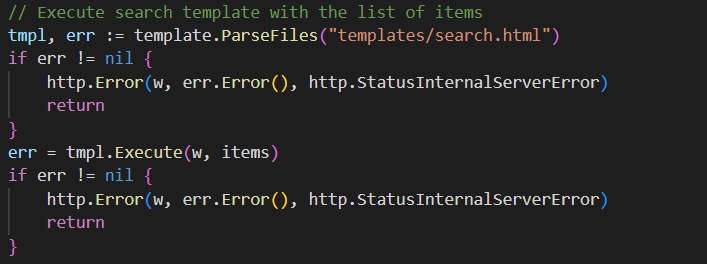 // Execute search template with the list of items
tmpl, err := template.ParseFiles("templates/search.html")
if err != nil {
    http.Error(w, err.Error(), http.StatusInternalServerError)
    return
}
err = tmpl.Execute(w, items)
if err != nil {
    http.Error(w, err.Error(), http.StatusInternalServerError)
    return
}